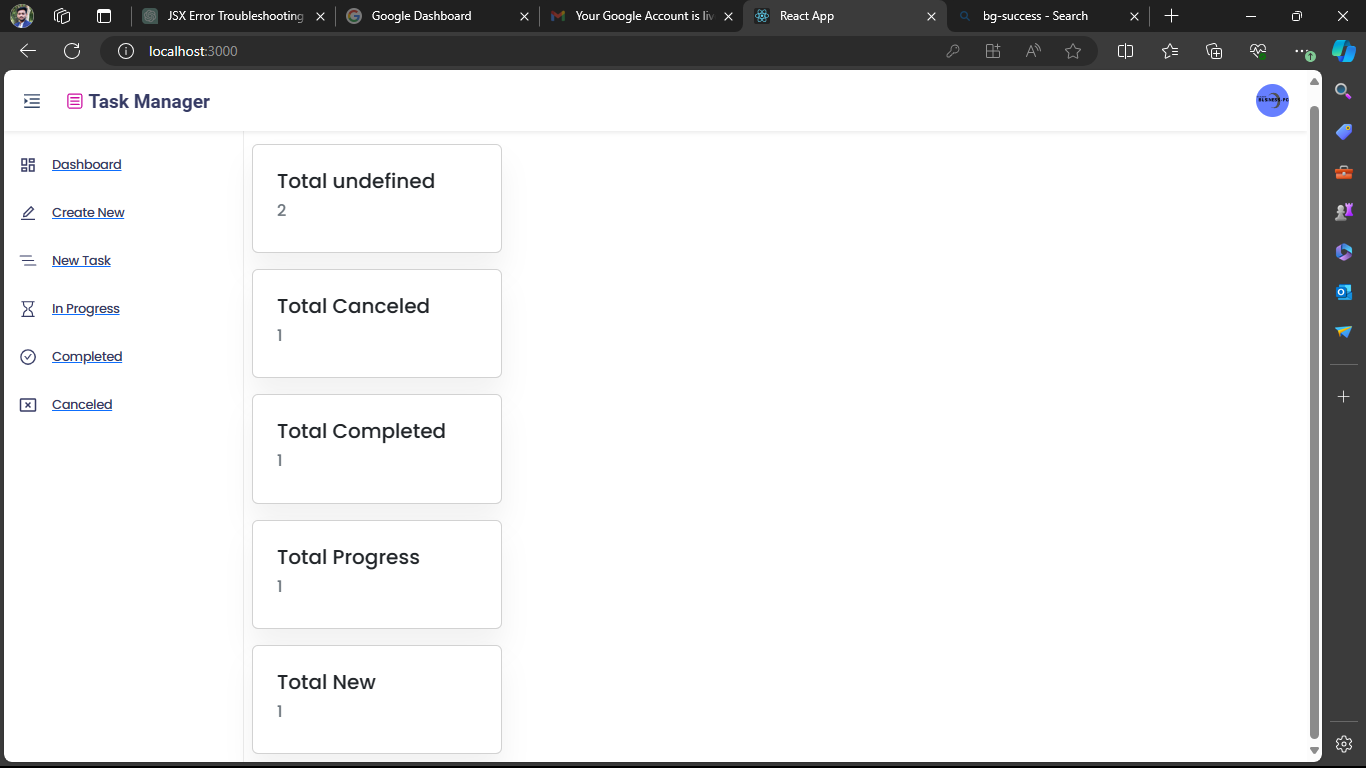 JSX Error Troubleshooting
Google Dashboard
Your Google Account is liv
React App
bg-success - Search
localhost:3000
Task Manager
Dashboard
Create New
New Task
In Progress
Completed
Canceled
Total undefined
2
Total Canceled
1
Total Completed
1
Total Progress
1
Total New
1